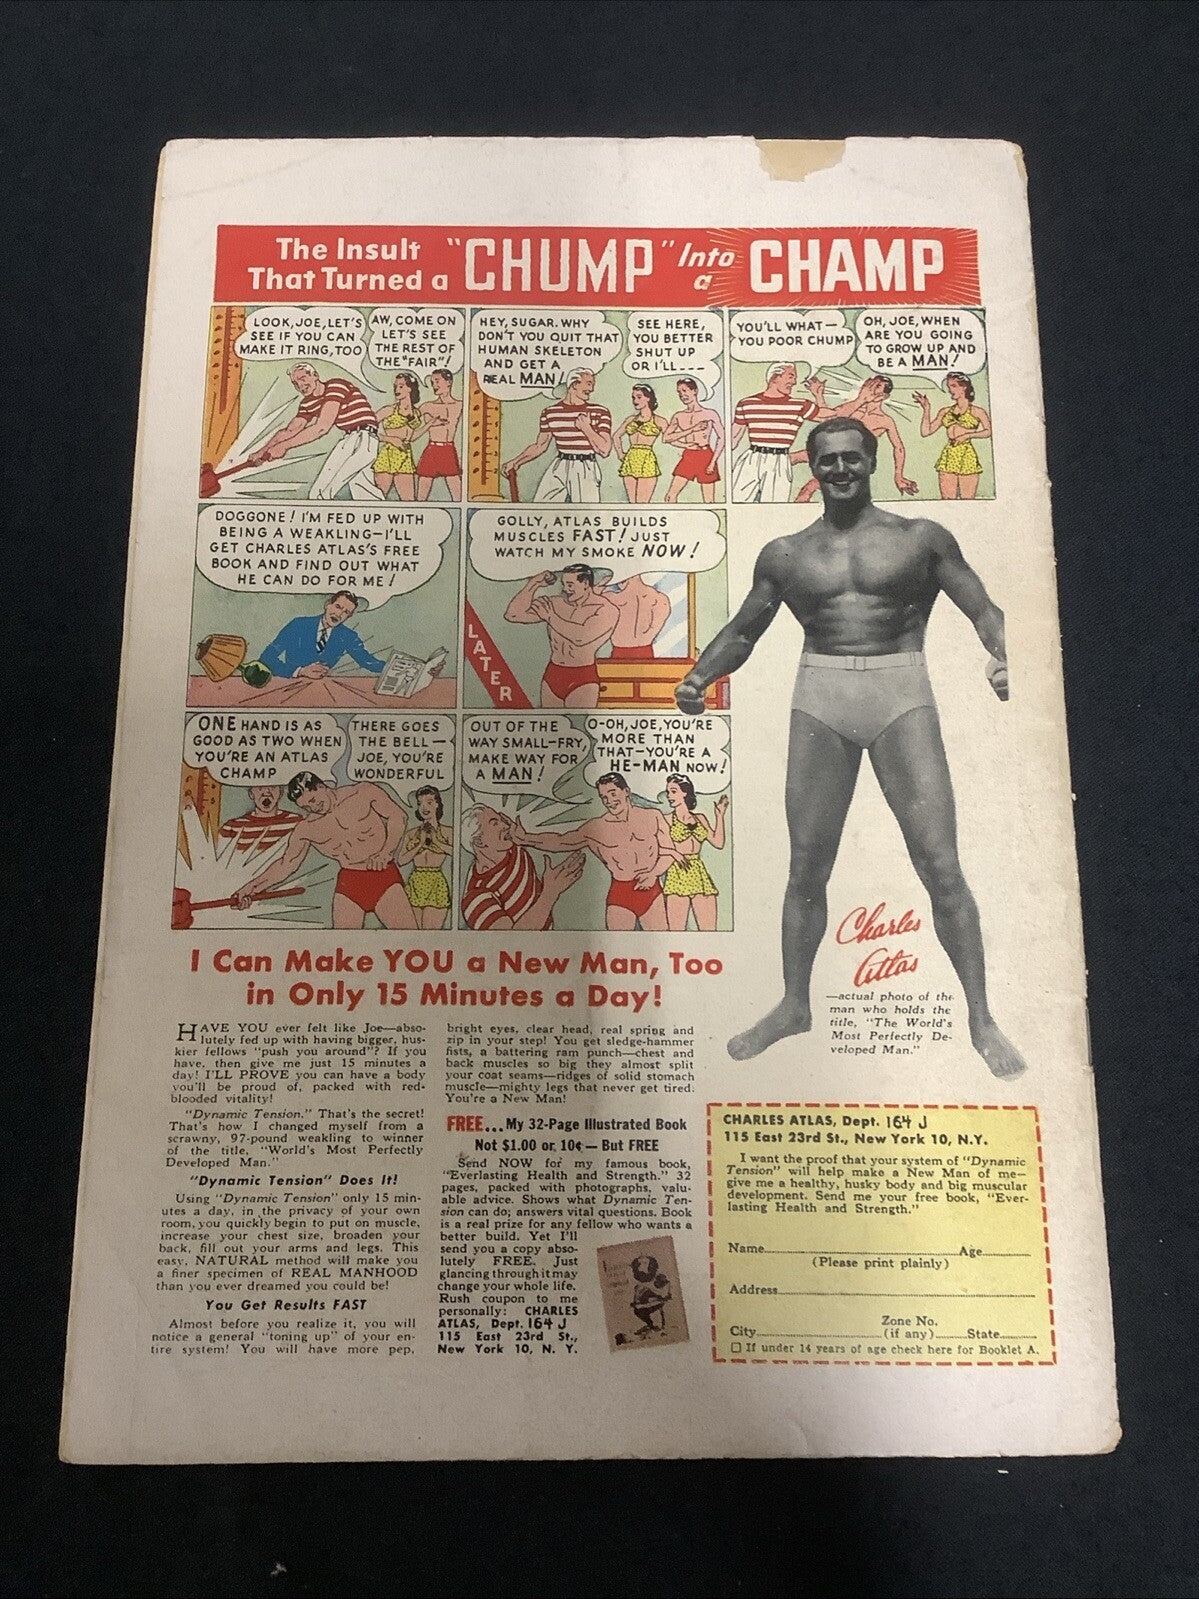 The Insult
That Turned a
"CHUMP" Into
a
CHAMP
LOOK, JOE, LET'S
SEE IF YOU CAN
MAKE IT RING, TOO
AW, COME ON
LET'S SEE
THE REST OF
THE "FAIR"!
HEY, SUGAR. WHY
DON'T YOU QUIT THAT
HUMAN SKELETON
AND GET A
REAL MAN!
SEE HERE,
YOU BETTER
SHUT UP
OR I'LL---
YOU'LL WHAT—
YOU POOR CHUMP
OH, JOE, WHEN
ARE YOU GOING
TO GROW UP AND
BE A MAN!
DOGGONE! I'M FED UP WITH
BEING A WEAKLING—I'LL
GET CHARLES ATLAS'S FREE
BOOK AND FIND OUT WHAT
HE CAN DO FOR ME!
GOLLY, ATLAS BUILDS
MUSCLES FAST! JUST
WATCH MY SMOKE NOW!
LATER
ONE HAND IS AS
GOOD AS TWO WHEN
YOU'RE AN ATLAS
CHAMP
THERE GOES
THE BELL—
JOE, YOU'RE
WONDERFUL
OUT OF THE
WAY SMALL-FRY,
MAKE WAY FOR
A MAN!
O-OH, JOE, YOU'RE
MORE THAN
THAT—YOU'RE A
HE-MAN NOW!
Charles
Atlas
—actual photo of the
man who holds the
title, "The World's
Most Perfectly De-
veloped Man."
I Can Make YOU a New Man, Too
in Only 15 Minutes a Day!
HAVE YOU ever felt like Joe—abso-
lutely fed up with having bigger, hus-
kier fellows "push you around"? If you
have, then give me just 15 minutes a
day! I'LL PROVE you can have a body
you'll be proud of, packed with red-
blooded vitality!
"Dynamic Tension." That's the secret!
That's how I changed myself from a
scrawny, 97-pound weakling to winner
of the title, "World's Most Perfectly
Developed Man."
"Dynamic Tension" Does It!
Using "Dynamic Tension" only 15 min-
utes a day, in the privacy of your own
room, you quickly begin to put on muscle,
increase your chest size, broaden your
back, fill out your arms and legs. This
easy, NATURAL method will make you
a finer specimen of REAL MANHOOD
than you ever dreamed you could be!
You Get Results FAST
Almost before you realize it, you will
notice a general "toning up" of your en-
tire system! You will have more pep,
bright eyes, clear head, real spring and
zip in your step! You get sledge-hammer
fists, a battering ram punch—chest and
back muscles so big they almost split
your coat seams—ridges of solid stomach
muscle—mighty legs that never get tired.
You're a New Man!
FREE... My 32-Page Illustrated Book
Not $1.00 or 10¢ — But FREE
Send NOW for my famous book,
"Everlasting Health and Strength." 32
pages, packed with photographs, valu-
able advice. Shows what Dynamic Ten-
sion can do; answers vital questions. Book
is a real prize for any fellow who wants a
better build. Yet I'll
send you a copy abso-
lutely FREE. Just
glancing through it may
change your whole life.
Rush coupon to me
personally: CHARLES
ATLAS, Dept. 164 J
115 East 23rd St.,
New York 10, N. Y.
CHARLES ATLAS, Dept. 164 J
115 East 23rd St., New York 10, N.Y.
I want the proof that your system of "Dynamic
Tension" will help make a New Man of me—
give me a healthy, husky body and big muscular
development. Send me your free book, "Ever-
lasting Health and Strength."
Name Age
(Please print plainly)
Address
Zone No.
City (if any) State
□ If under 14 years of age check here for Booklet A.